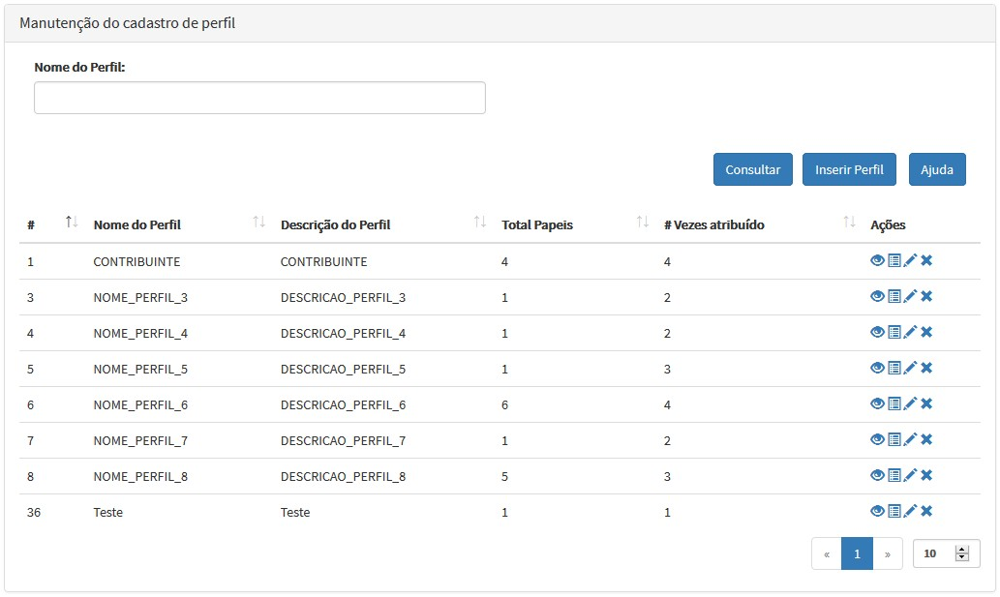 Manutenção do cadastro de perfil
Nome do Perfil:
Consultar Inserir Perfil Ajuda
# Nome do Perfil Descrição do Perfil Total Papeis # Vezes atribuído Ações
1 CONTRIBUINTE CONTRIBUINTE 4 4
3 NOME_PERFIL_3 DESCRICAO_PERFIL_3 1 2
4 NOME_PERFIL_4 DESCRICAO_PERFIL_4 1 2
5 NOME_PERFIL_5 DESCRICAO_PERFIL_5 1 3
6 NOME_PERFIL_6 DESCRICAO_PERFIL_6 6 4
7 NOME_PERFIL_7 DESCRICAO_PERFIL_7 1 2
8 NOME_PERFIL_8 DESCRICAO_PERFIL_8 5 3
36 Teste Teste 1 1
« 1 » 10